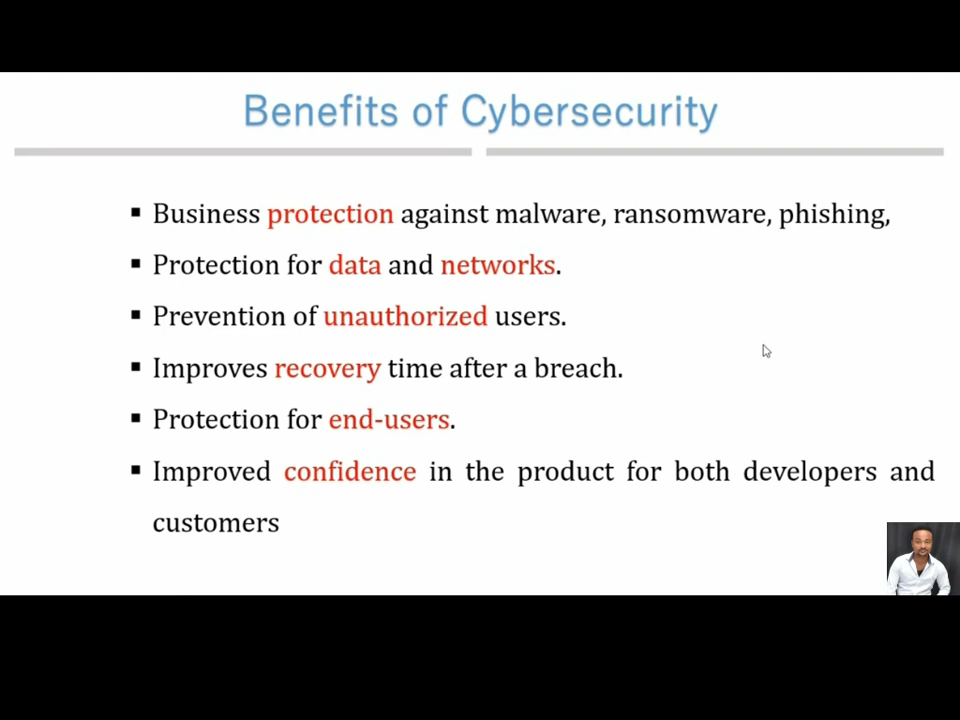 Benefits of Cybersecurity
▪ Business protection against malware, ransomware, phishing,
▪ Protection for data and networks.
▪ Prevention of unauthorized users.
▪ Improves recovery time after a breach.
▪ Protection for end-users.
▪ Improved confidence in the product for both developers and
customers